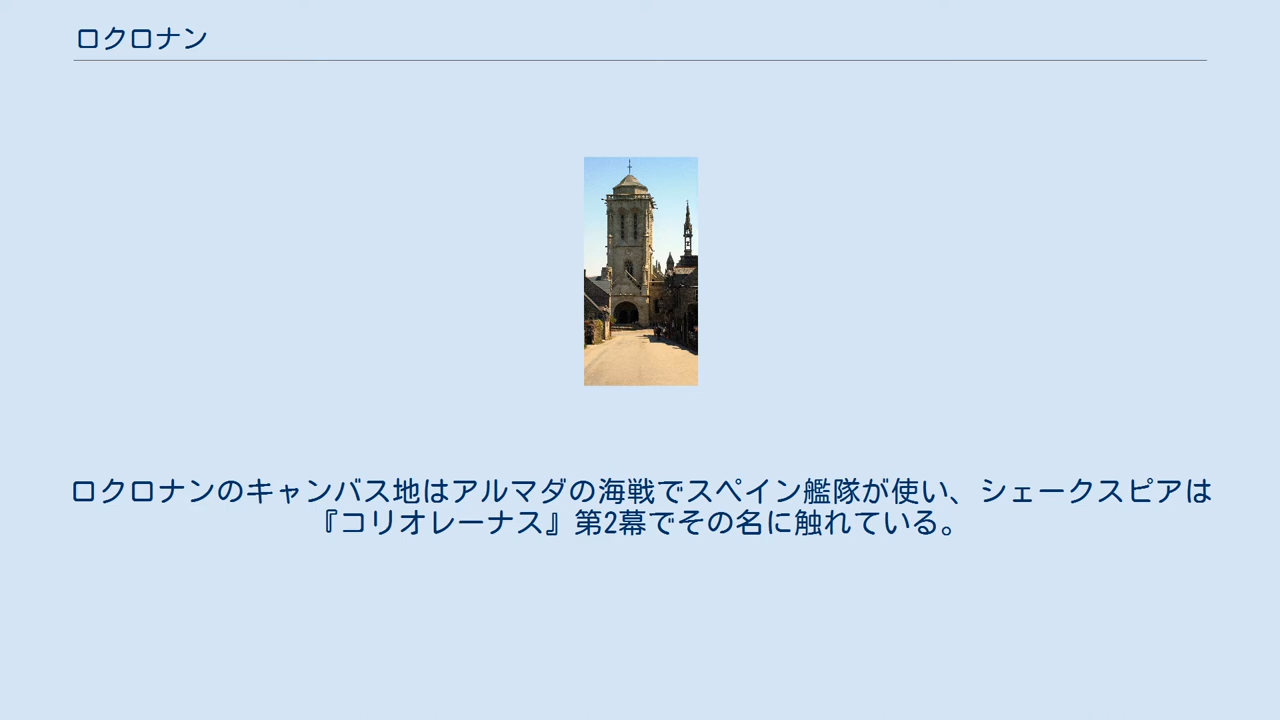 ロクロナン
ロクロナンのキャンバス地はアルマダの海戦でスペイン艦隊が使い、シェークスピアは
『コリオレーナス』第2幕でその名に触れている。